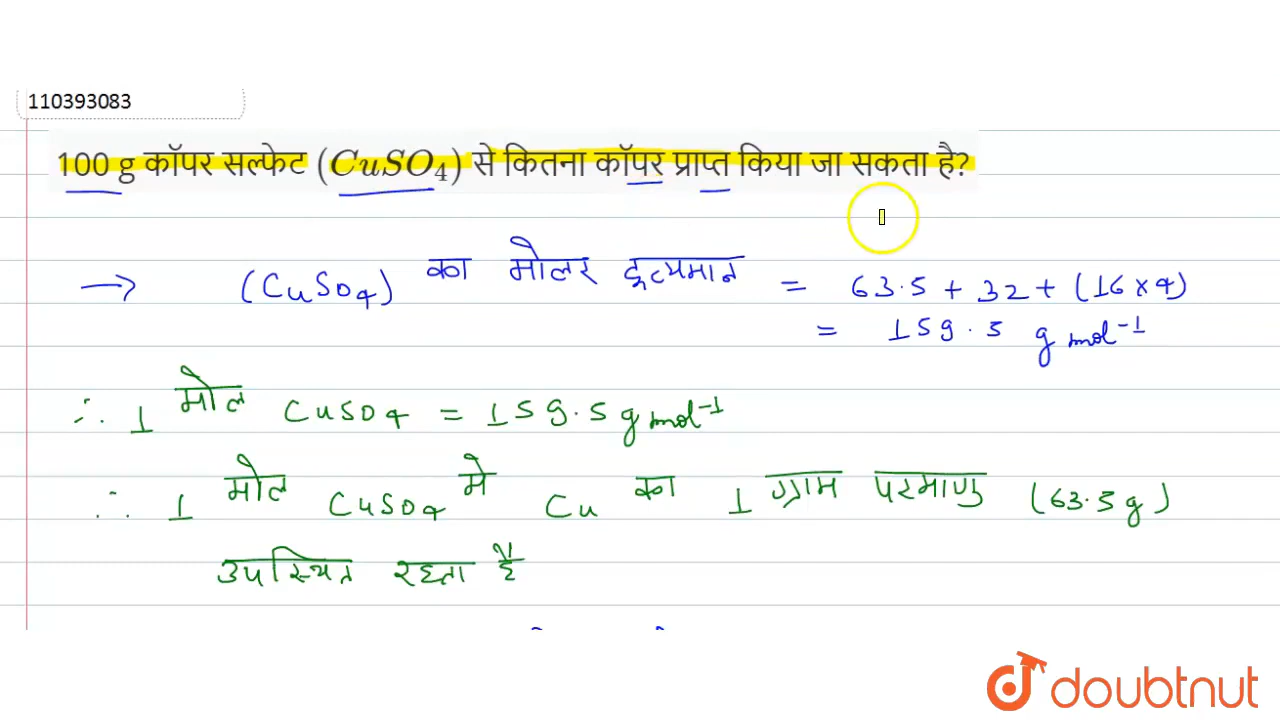 110393083
100 g कॉपर सल्फेट (CuSO4) से कितना कॉपर प्राप्त किया जा सकता है?
→ (CuSO4) का मोलर द्रव्यमान = 63.5 + 32 + (16×4)
= 159.5 g mol-1
∴ 1 मोल CuSO4 = 159.5 g mol-1
∴ 1 मोल CuSO4 मे Cu का 1 ग्राम परमाणु (63.5g)
उपस्थित रहता है
doubtnut